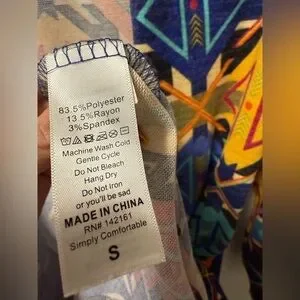 83.5%Polyester
13.5%Rayon
3%Spandex
Machine Wash Cold
Gentle Cycle
Do Not Bleach
Hang Dry
Do Not Iron
or you'll be sad
MADE IN CHINA
RN# 142161
Simply Comfortable
S